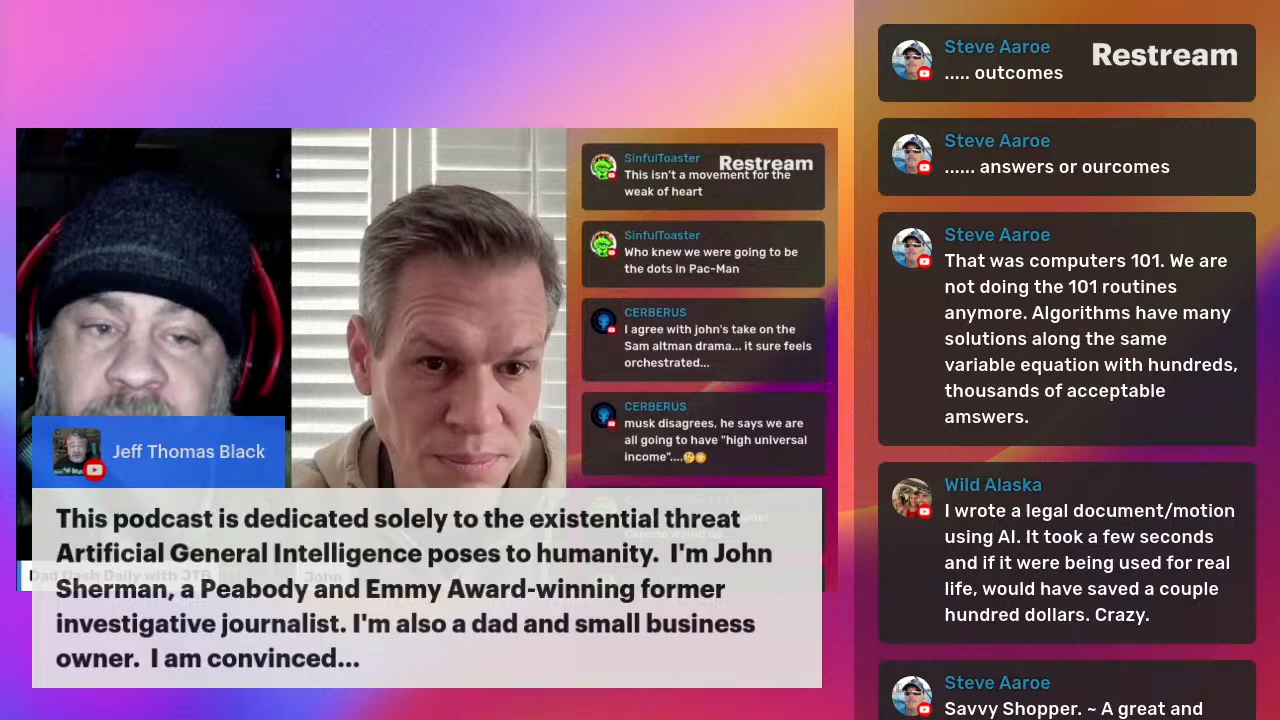 SinfulToaster
Restream
This isn't a movement for the
weak of heart
SinfulToaster
Who knew we were going to be
the dots in Pac-Man
CERBERUS
I agree with john's take on the
Sam altman drama... it sure feels
orchestrated...
CERBERUS
musk disagrees, he says we are
all going to have "high universal
income"....🤔😳
Jeff Thomas Black
This podcast is dedicated solely to the existential threat
Artificial General Intelligence poses to humanity.  I'm John
Sherman, a Peabody and Emmy Award-winning former
investigative journalist. I'm also a dad and small business
owner.  I am convinced...
Dad Dash Daily with JTB
John
Steve Aaroe
Restream
..... outcomes
Steve Aaroe
...... answers or ourcomes
Steve Aaroe
That was computers 101. We are
not doing the 101 routines
anymore. Algorithms have many
solutions along the same
variable equation with hundreds,
thousands of acceptable
amswers.
Wild Alaska
I wrote a legal document/motion
using AI. It took a few seconds
and if it were being used for real
life, would have saved a couple
hundred dollars. Crazy.
Steve Aaroe
Savvy Shopper. ~ A great and